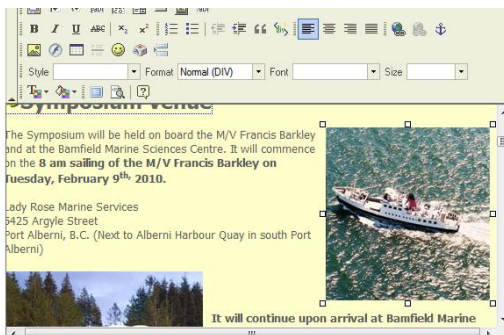 B I U ABC x₂ x²
Style Format Normal (DIV) Font Size
Symposium Venue
The Symposium will be held on board the M/V Francis Barkley
and at the Bamfield Marine Sciences Centre. It will commence
on the 8 am sailing of the M/V Francis Barkley on
Tuesday, February 9th, 2010.
Lady Rose Marine Services
5425 Argyle Street
Port Alberni, B.C. (Next to Alberni Harbour Quay in south Port
Alberni)
It will continue upon arrival at Bamfield Marine